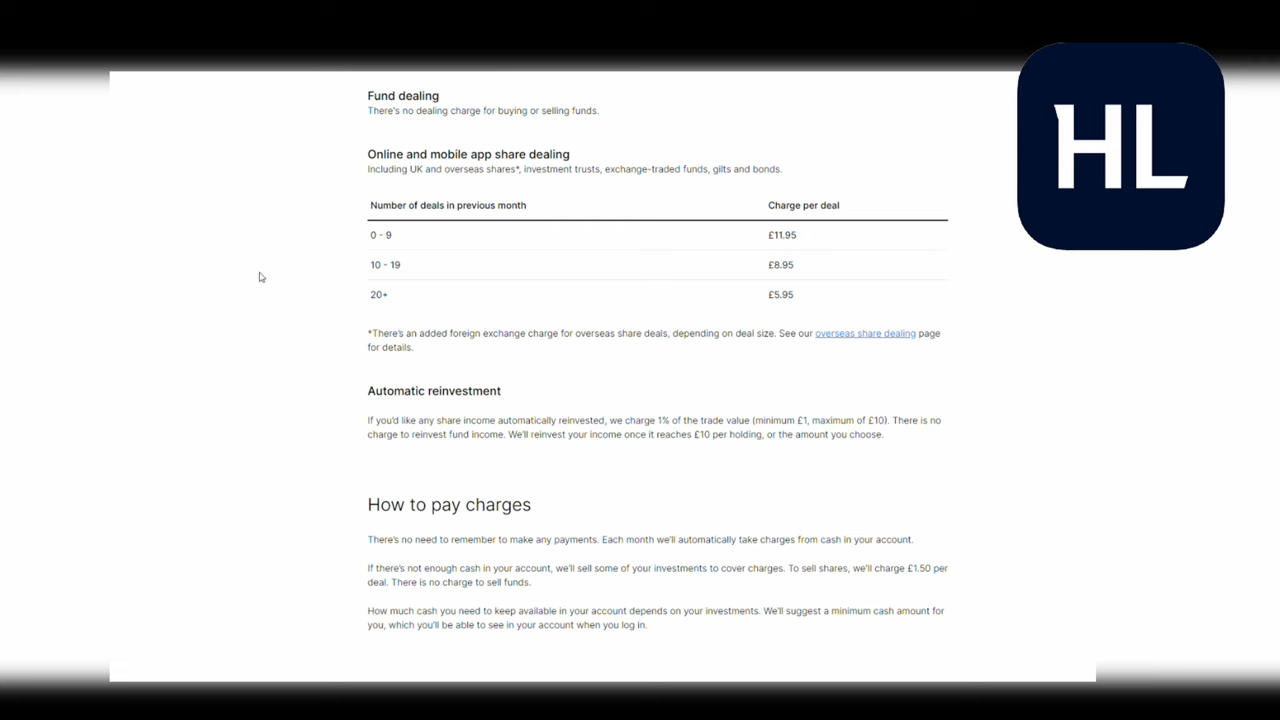 HL
Fund dealing
There's no dealing charge for buying or selling funds.
Online and mobile app share dealing
Including UK and overseas shares*, investment trusts, exchange-traded funds, gilts and bonds.
Number of deals in previous month Charge per deal
0 - 9 £11.95
10 - 19 £8.95
20+ £5.95
*There's an added foreign exchange charge for overseas share deals, depending on deal size. See our overseas share dealing page
for details.
Automatic reinvestment
If you'd like any share income automatically reinvested, we charge 1% of the trade value (minimum £1, maximum of £10). There is no
charge to reinvest fund income. We'll reinvest your income once it reaches £10 per holding, or the amount you choose.
How to pay charges
There's no need to remember to make any payments. Each month we'll automatically take charges from cash in your account.
If there's not enough cash in your account, we'll sell some of your investments to cover charges. To sell shares, we'll charge £1.50 per
deal. There is no charge to sell funds.
How much cash you need to keep available in your account depends on your investments. We'll suggest a minimum cash amount for
you, which you'll be able to see in your account when you log in.